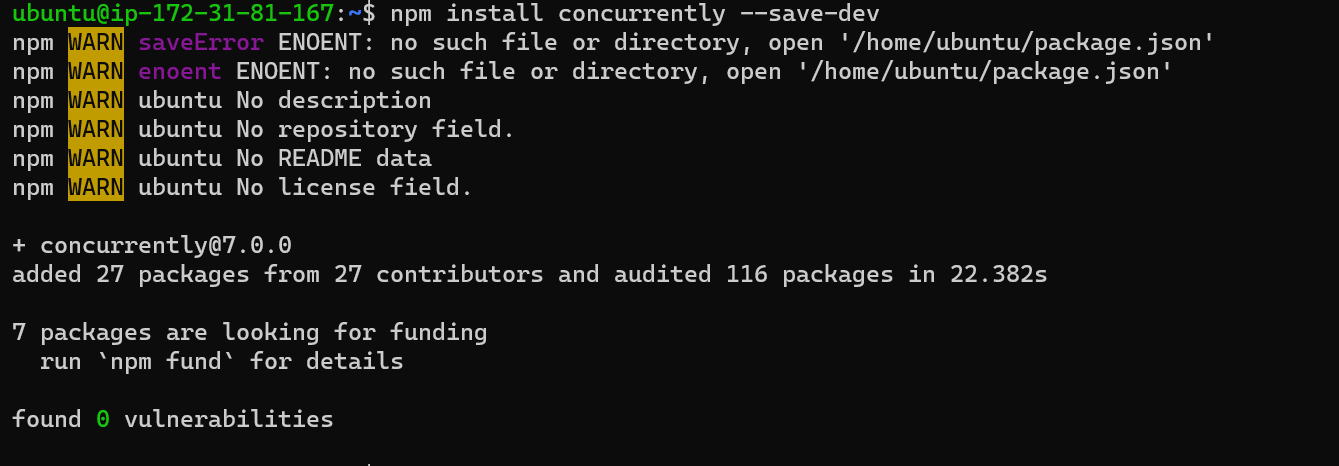 ubuntu@ip-172-31-81-167:~$ npm install concurrently --save-dev
npm WARN saveError ENOENT: no such file or directory, open '/home/ubuntu/package.json'
npm WARN enoent ENOENT: no such file or directory, open '/home/ubuntu/package.json'
npm WARN ubuntu No description
npm WARN ubuntu No repository field.
npm WARN ubuntu No README data
npm WARN ubuntu No license field.
+ concurrently@7.0.0
added 27 packages from 27 contributors and audited 116 packages in 22.382s
7 packages are looking for funding
run `npm fund` for details
found 0 vulnerabilities